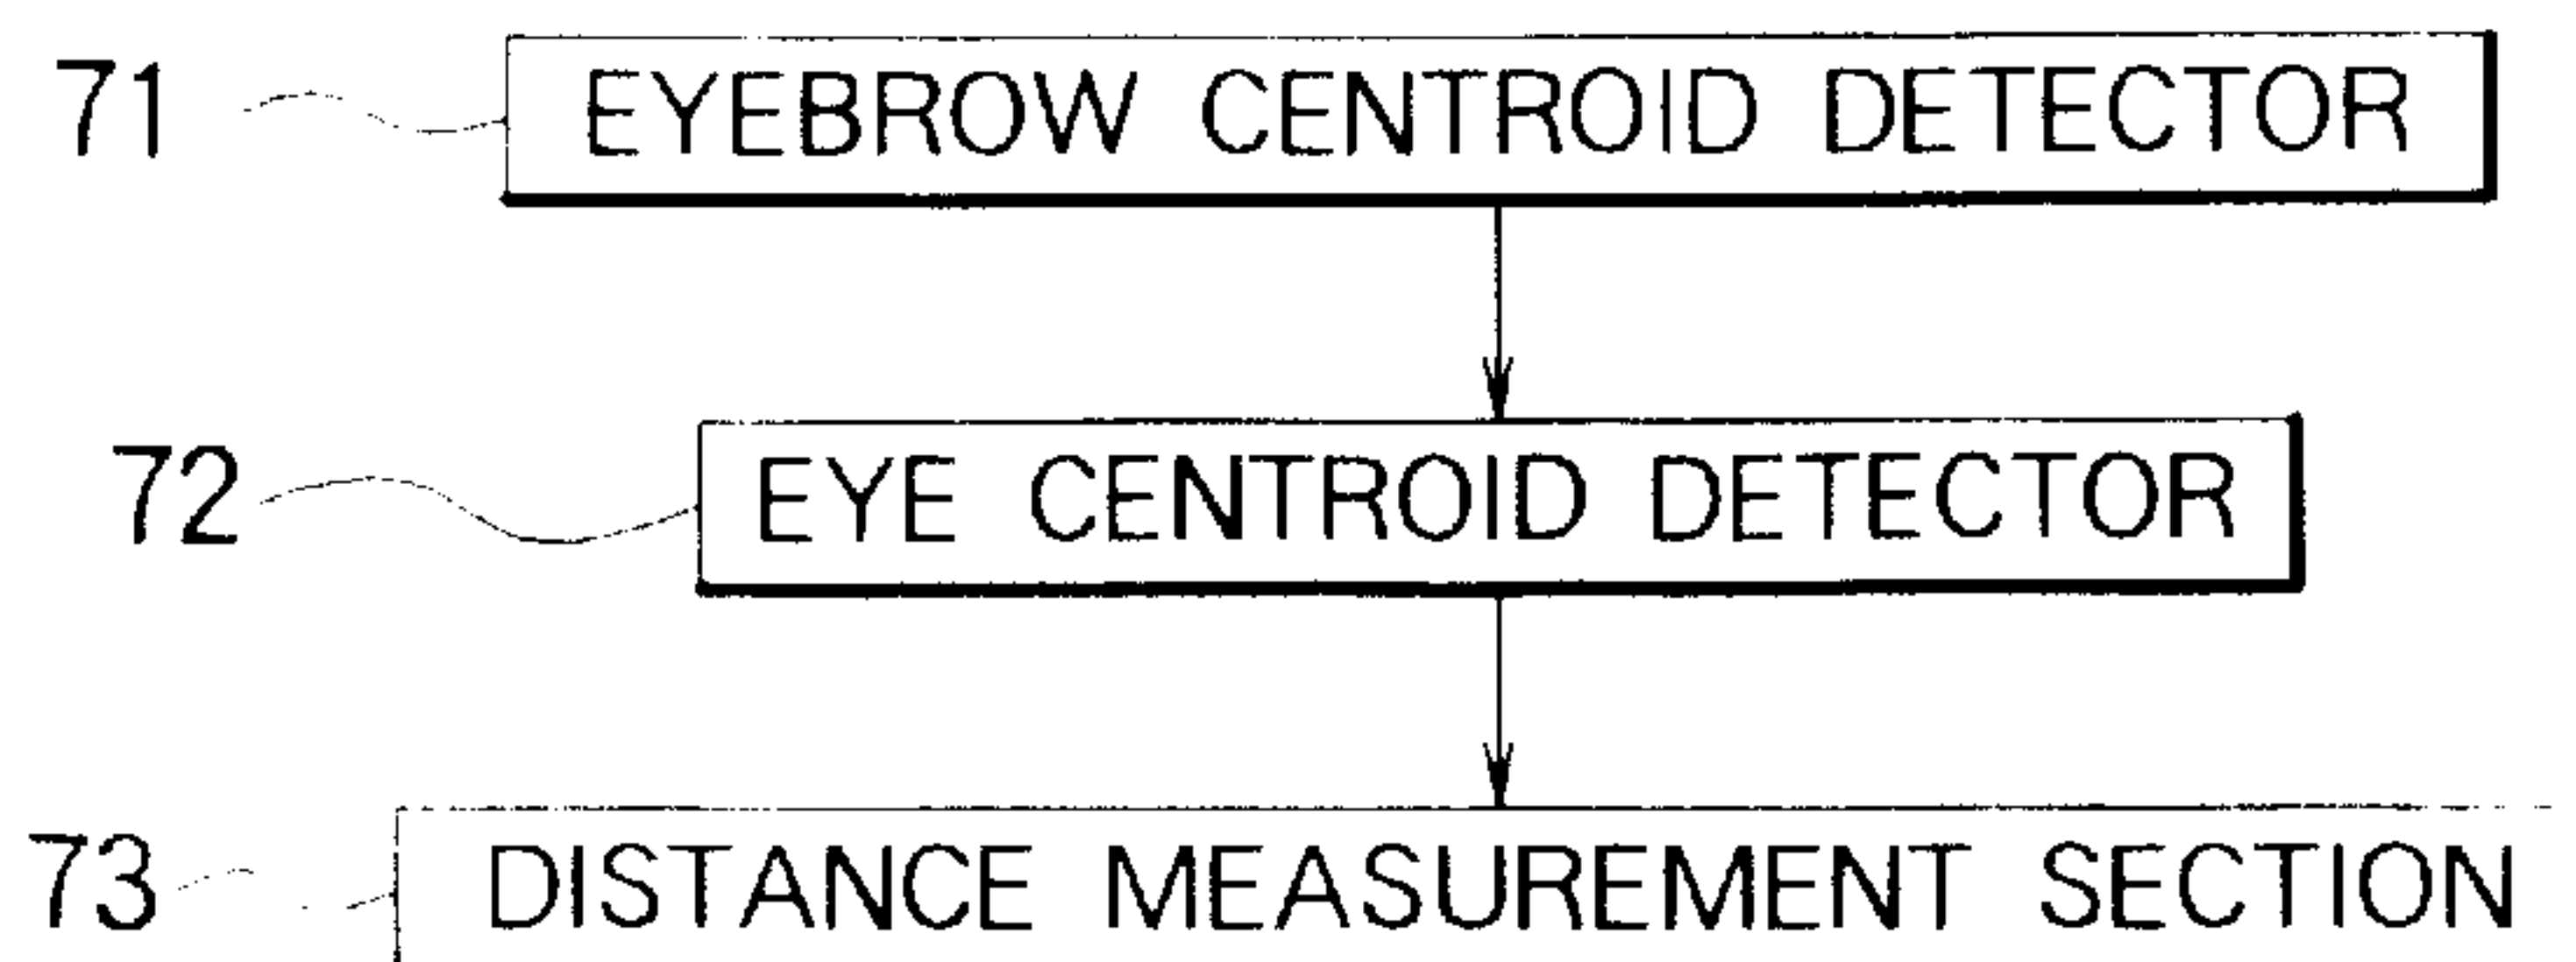 71 EYEBROW CENTROID DETECTOR
72 EYE CENTROID DETECTOR
73 DISTANCE MEASUREMENT SECTION